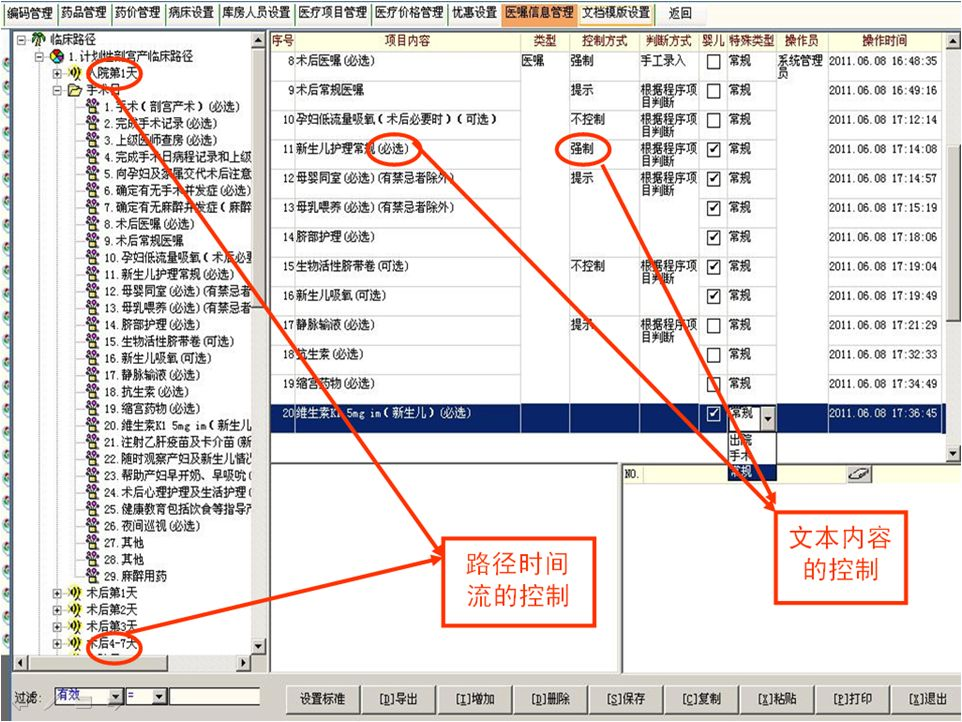 编码管理 药品管理 药价管理 病床设置 库房人员设置 医疗项目管理 医疗价格管理 优惠设置 医嘱信息管理 文档模版设置 返回
临床路径
1.计划性剖宫产临床路径
入院第1天
手术日
1.手术(剖宫产术)(必选)
2.完成手术记录(必选)
3.上级医师查房(必选)
4.完成手术日病程记录和上级
5.向孕妇及家属交代术后注意
6.确定有无手术并发症(必选)
7.确定有无麻醉并发症(麻醉
8.术后医嘱(必选)
9.术后常规医嘱
10.孕妇低流量吸氧(术后必要
11.新生儿护理常规(必选)
12.母婴同室(必选)(有禁忌者
13.母乳喂养(必选)(有禁忌者
14.脐部护理(必选)
15.生物活性脐带卷(可选)
16.新生儿吸氧(可选)
17.静脉输液(必选)
18.抗生素(必选)
19.缩宫药物(必选)
20.维生素K1 5mg im(新生儿
21.注射乙肝疫苗及卡介苗(新
22.随时观察产妇及新生儿情况
23.帮助产妇早开奶、早吸吮(
24.术后心理护理及生活护理(
25.健康教育包括饮食等指导产
26.夜间巡视(必选)
27.其他
28.其他
29.麻醉用药
术后第1天
术后第2天
术后第3天
术后4-7天
序号 项目内容 类型 控制方式 判断方式 婴儿 特殊类型 操作员 操作时间
8 术后医嘱(必选) 医嘱 强制 手工录入 常规 系统管理员 2011.06.08 16:48:35
9 术后常规医嘱 提示 根据程序项目判断 常规 2011.06.08 16:49:16
10 孕妇低流量吸氧(术后必要时)(可选) 不控制 根据程序项目判断 常规 2011.06.08 17:12:14
11 新生儿护理常规(必选) 强制 根据程序项目判断 常规 2011.06.08 17:14:08
12 母婴同室(必选)(有禁忌者除外) 提示 根据程序项目判断 常规 2011.06.08 17:14:57
13 母乳喂养(必选)(有禁忌者除外) 常规 2011.06.08 17:15:19
14 脐部护理(必选) 常规 2011.06.08 17:18:06
15 生物活性脐带卷(可选) 不控制 根据程序项目判断 常规 2011.06.08 17:19:04
16 新生儿吸氧(可选) 常规 2011.06.08 17:19:49
17 静脉输液(必选) 提示 根据程序项目判断 常规 2011.06.08 17:21:29
18 抗生素(必选) 常规 2011.06.08 17:32:33
19 缩宫药物(必选) 常规 2011.06.08 17:34:49
20 维生素K1 5mg im(新生儿)(必选) 常规 2011.06.08 17:36:45
出院
手术
常规
NO.
路径时间
流的控制
文本内容
的控制
过滤: 有效 =
设置标准 [D]导出 [I]增加 [D]删除 [S]保存 [C]复制 [X]粘贴 [P]打印 [X]退出